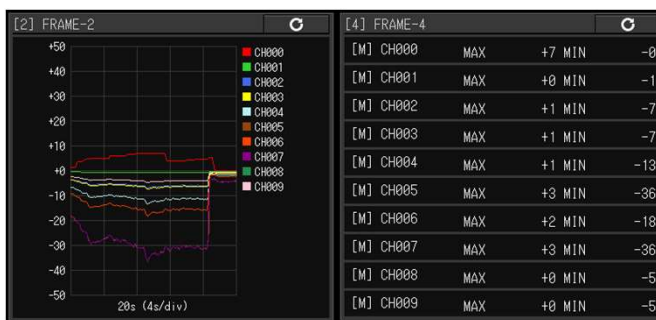 [2] FRAME-2
+50
+40
+30
+20
+10
+0
-10
-20
-30
-40
-50
20s (4s/div)
CH000
CH001
CH002
CH003
CH004
CH005
CH006
CH007
CH008
CH009
[4] FRAME-4
[M] CH000 MAX +7 MIN -0
[M] CH001 MAX +0 MIN -1
[M] CH002 MAX +1 MIN -7
[M] CH003 MAX +1 MIN -7
[M] CH004 MAX +1 MIN -13
[M] CH005 MAX +3 MIN -36
[M] CH006 MAX +2 MIN -18
[M] CH007 MAX +3 MIN -36
[M] CH008 MAX +0 MIN -5
[M] CH009 MAX +0 MIN -5